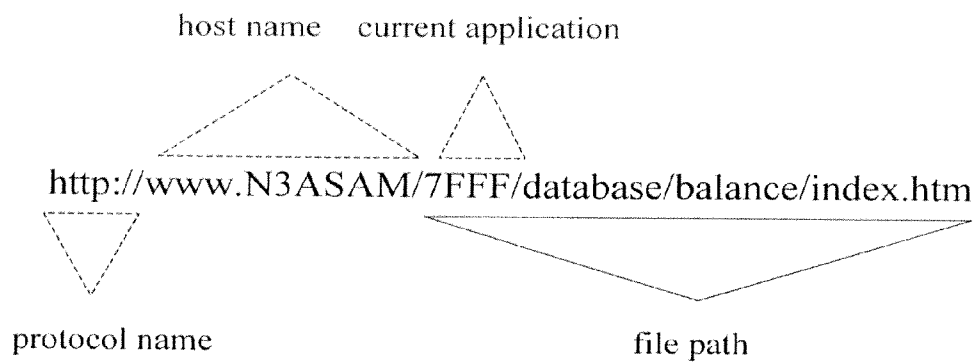 host name current application
http://www.N3ASAM/7FFF/database/balance/index.htm
protocol name file path